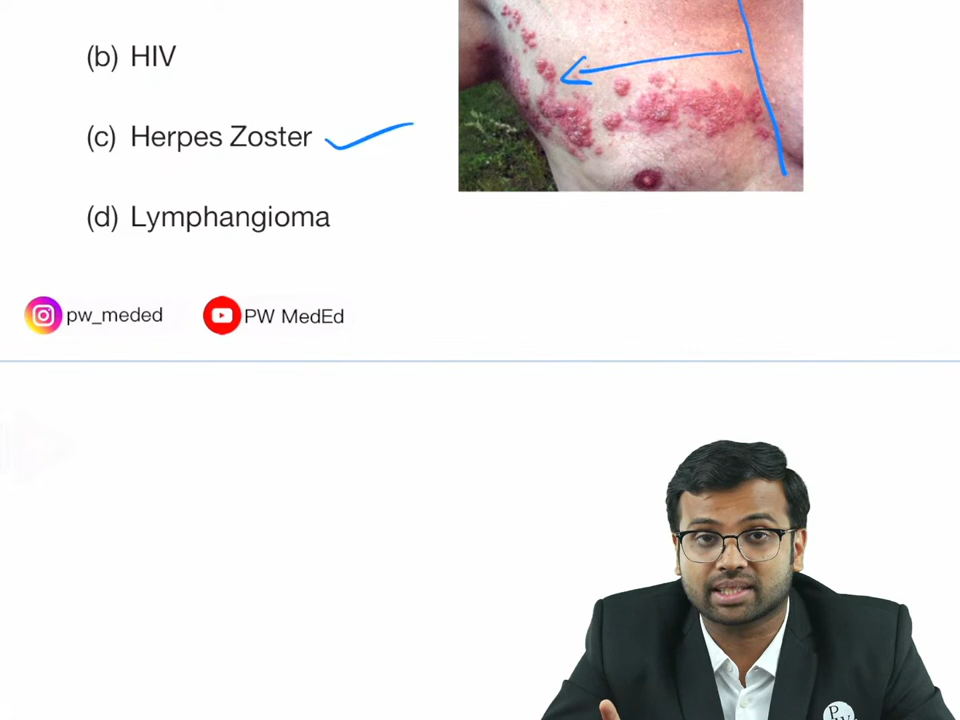 (b) HIV
(c) Herpes Zoster
(d) Lymphangioma
pw_meded PW MedEd
P
W